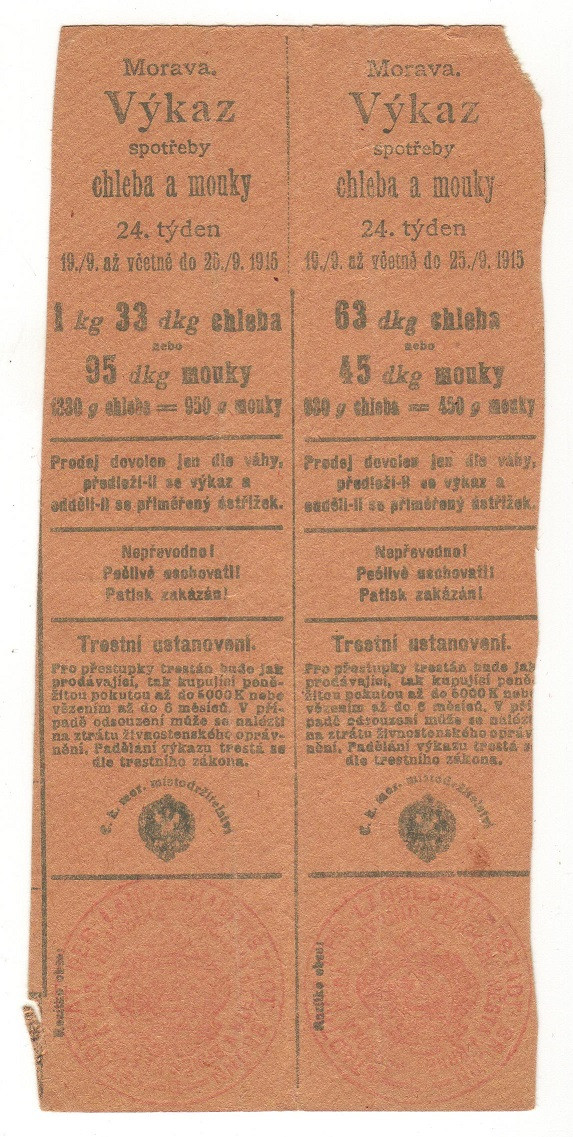 Morava.
Výkaz
spotřeby
chleba a mouky
24. týden
19./9. až včetně do 25./9. 1915
1 kg 33 dkg chleba
nebo
95 dkg mouky
1330 g chleba = 950 g mouky
Prodej dovolen jen dle váhy,
předloží-li se výkaz a
oddělí-li se přiměřený ústřižek.
Nepřevodno!
Pečlivě uschovati!
Patisk zakázán!
Trestní ustanovení.
Pro přestupky trestán bude jak
prodávající, tak kupující peně-
žitou pokutou až do 5000 K nebo
vězením až do 6 měsíců. V pří-
padě odsouzení může se nalézti
na ztrátu živnostenského opráv-
nění. Padělání výkazu trestá se
dle trestního zákona.
C. k. mor. místodržitelství
Razítko obce:
Morava.
Výkaz
spotřeby
chleba a mouky
24. týden
19./9. až včetně do 25./9. 1915
63 dkg chleba
nebo
45 dkg mouky
630 g chleba = 450 g mouky
Prodej dovolen jen dle váhy,
předloží-li se výkaz a
oddělí-li se přiměřený ústřižek.
Nepřevodno!
Pečlivě uschovati!
Patisk zakázán!
Trestní ustanovení.
Pro přestupky trestán bude jak
prodávající, tak kupující peně-
žitou pokutou až do 5000 K nebo
vězením až do 6 měsíců. V pří-
padě odsouzení může se nalézti
na ztrátu živnostenského opráv
nění. Padělání výkazu trestá s
dle trestního zákona.
C. k. mor. místodržitelství
Razítko obce: